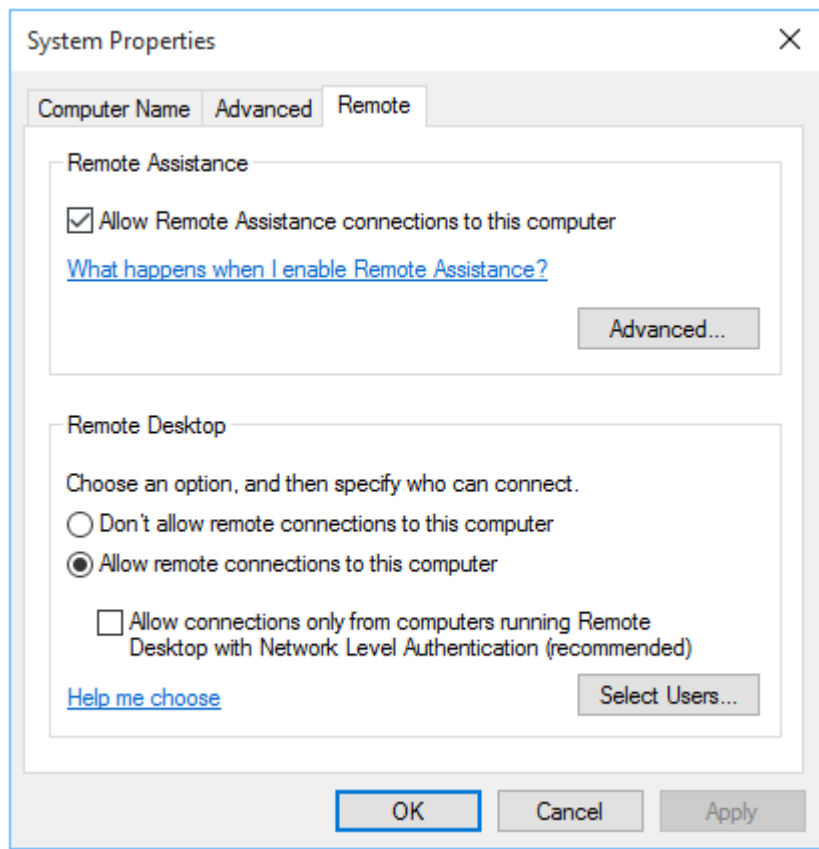 System Properties
Computer Name Advanced Remote
Remote Assistance
Allow Remote Assistance connections to this computer
What happens when I enable Remote Assistance?
Advanced...
Remote Desktop
Choose an option, and then specify who can connect.
Don't allow remote connections to this computer
Allow remote connections to this computer
Allow connections only from computers running Remote
Desktop with Network Level Authentication (recommended)
Help me choose Select Users...
OK Cancel Apply